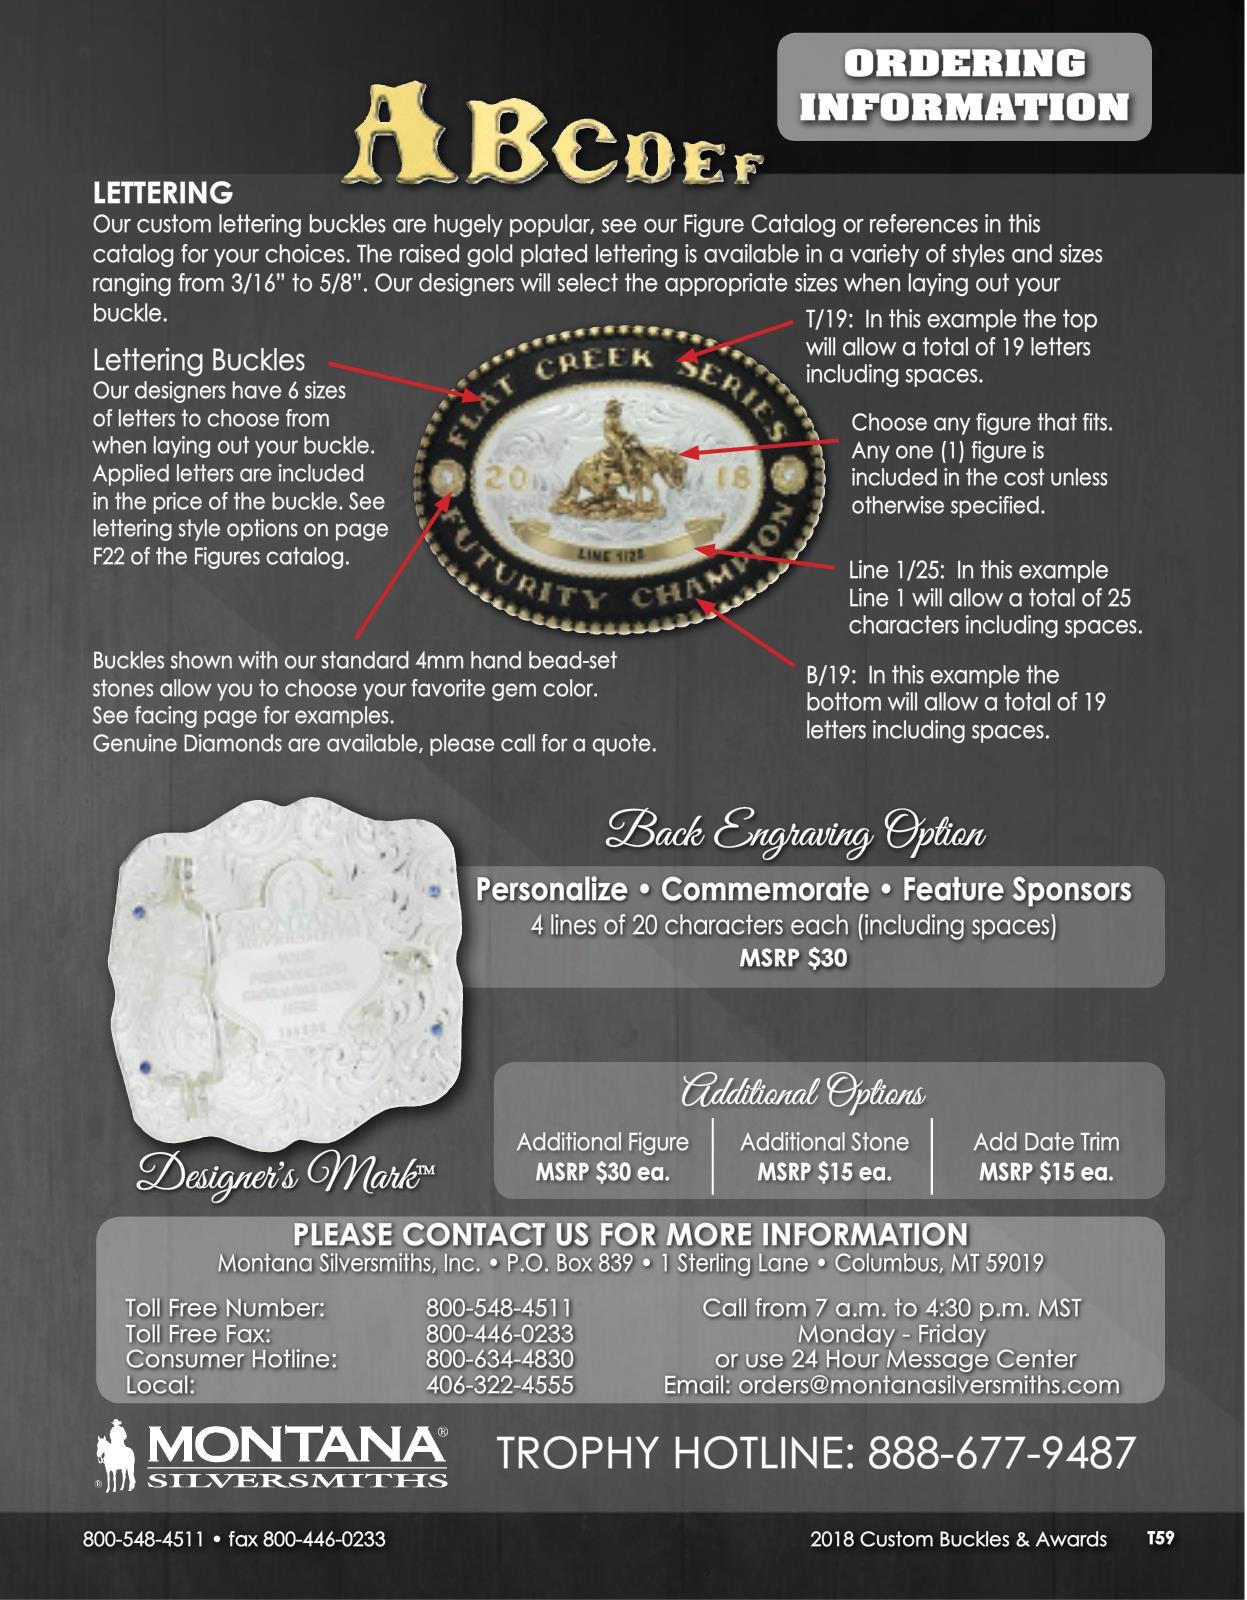 ORDERING
INFORMATION
ABCDEF
LETTERING
Our custom lettering buckles are hugely popular, see our Figure Catalog or references in this
catalog for your choices. The raised gold plated lettering is available in a variety of styles and sizes
ranging from 3/16” to 5/8”. Our designers will select the appropriate sizes when laying out your
buckle.
Lettering Buckles
Our designers have 6 sizes
of letters to choose from
when laying out your buckle.
Applied letters are included
in the price of the buckle. See
lettering style options on page
F22 of the Figures catalog.
FLAT CREEK SERIES
20 18
LINE 1/25
FUTURITY CHAMPION
T/19: In this example the top
will allow a total of 19 letters
including spaces.
Choose any figure that fits.
Any one (1) figure is
included in the cost unless
otherwise specified.
Line 1/25: In this example
Line 1 will allow a total of 25
characters including spaces.
B/19: In this example the
bottom will allow a total of 19
letters including spaces.
Buckles shown with our standard 4mm hand bead-set
stones allow you to choose your favorite gem color.
See facing page for examples.
Genuine Diamonds are available, please call for a quote.
MONTANA
SILVERSMITHS
YOUR
PERSONALIZED
ENGRAVING GOES
HERE
Designer's Mark™
Back Engraving Option
Personalize • Commemorate • Feature Sponsors
4 lines of 20 characters each (including spaces)
MSRP $30
Additional Options
Additional Figure
MSRP $30 ea.
Additional Stone
MSRP $15 ea.
Add Date Trim
MSRP $15 ea.
PLEASE CONTACT US FOR MORE INFORMATION
Montana Silversmiths, Inc. • P.O. Box 839 • 1 Sterling Lane • Columbus, MT 59019
Toll Free Number: 800-548-4511
Toll Free Fax: 800-446-0233
Consumer Hotline: 800-634-4830
Local: 406-322-4555
Call from 7 a.m. to 4:30 p.m. MST
Monday - Friday
or use 24 Hour Message Center
Email: orders@montanasilversmiths.com
MONTANA®
® SILVERSMITHS
TROPHY HOTLINE: 888-677-9487
800-548-4511 • fax 800-446-0233
2018 Custom Buckles & Awards T59